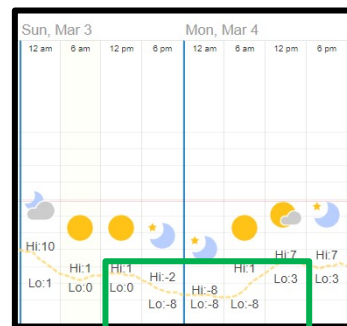 Sun, Mar 3 Mon, Mar 4
12 am 6 am 12 pm 6 pm 12 am 6 am 12 pm 6 pm
Hi:10 Hi:1 Hi:1 Hi:-2 Hi:-8 Hi:1 Hi:7 Hi:7
Lo:1 Lo:0 Lo:0 Lo:-8 Lo:-8 Lo:-8 Lo:3 Lo:3